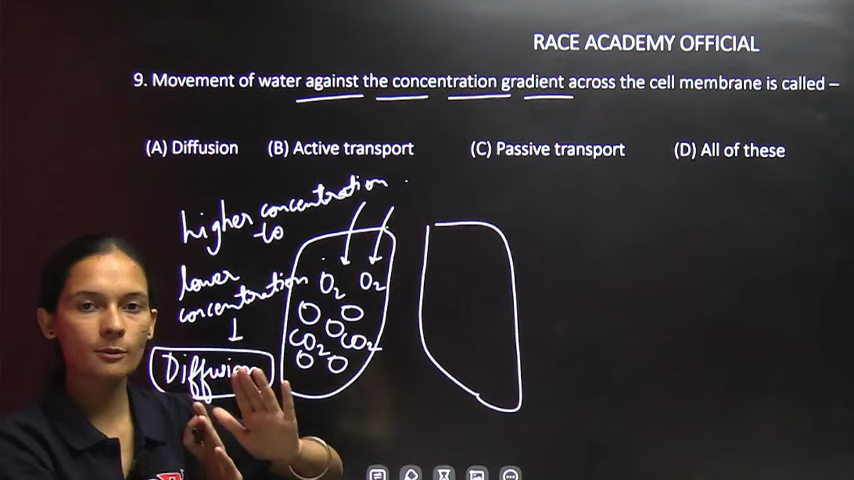 RACE ACADEMY OFFICIAL
9. Movement of water against the concentration gradient across the cell membrane is called –
(A) Diffusion (B) Active transport (C) Passive transport (D) All of these
higher concentration
to
lower
concentration
Diffusion
O2 O2
CO2 CO2